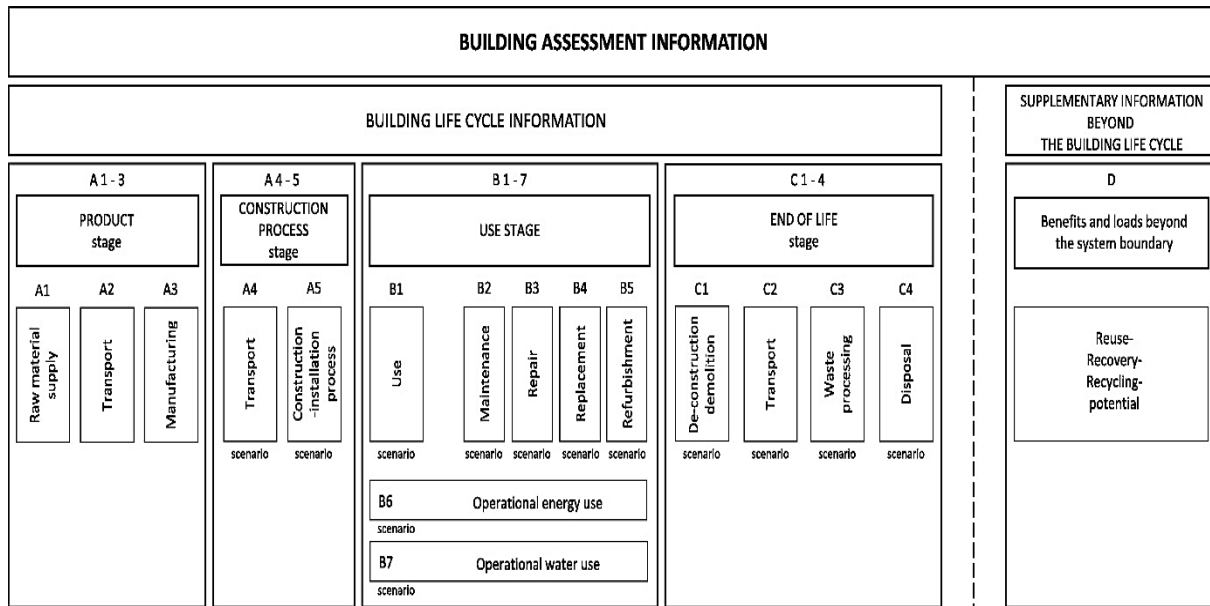 BUILDING ASSESSMENT INFORMATION
BUILDING LIFE CYCLE INFORMATION
SUPPLEMENTARY INFORMATION
BEYOND
THE BUILDING LIFE CYCLE
A 1 - 3
PRODUCT
stage
A1
A2
A3
Raw material
supply
Transport
Manufacturing
A 4 - 5
CONSTRUCTION
PROCESS
stage
A4
A5
Transport
Construction
-installation
process
scenario
scenario
B 1 - 7
USE STAGE
B1
B2
B3
B4
B5
Use
Maintenance
Repair
Replacement
Refurbishment
scenario
scenario
scenario
scenario
scenario
B6
Operational energy use
scenario
B7
Operational water use
scenario
C 1 - 4
END OF LIFE
stage
C1
C2
C3
C4
De-construction
demolition
Transport
Waste
processing
Disposal
scenario
scenario
scenario
scenario
D
Benefits and loads beyond
the system boundary
Reuse-
Recovery-
Recycling-
potential